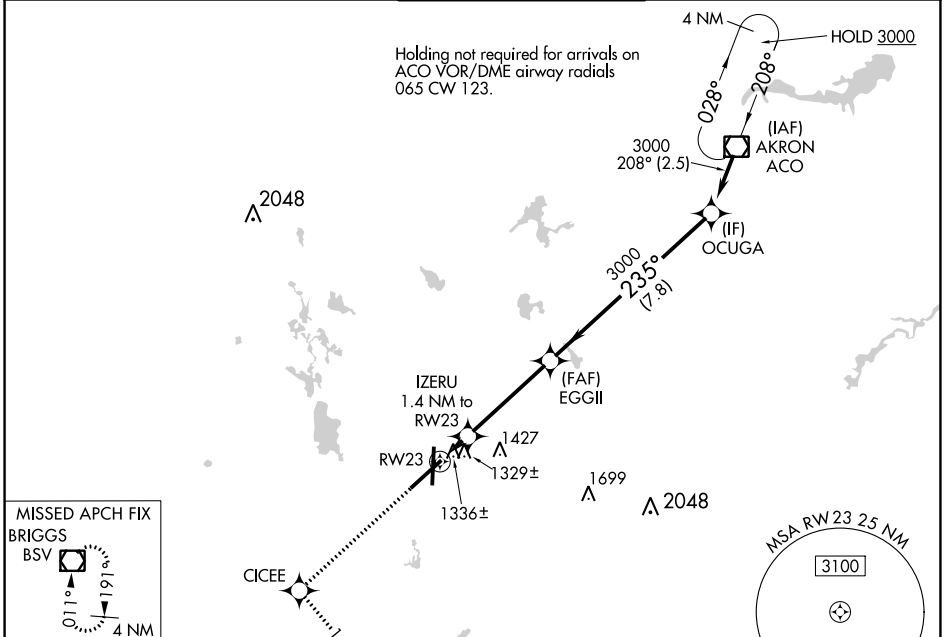 4 NM
HOLD 3000
Holding not required for arrivals on
ACO VOR/DME airway radials
065 CW 123.
028°
208°
(IAF)
AKRON
ACO
3000
208° (2.5)
2048
(IF)
OCUGA
3000
235°
(7.8)
(FAF)
EGGII
IZERU
1.4 NM to
RW23
1427
RW23
1329±
1336±
1699
2048
MISSED APCH FIX
BRIGGS
BSV
011°
191°
4 NM
CICEE
MSA RW23 25 NM
3100